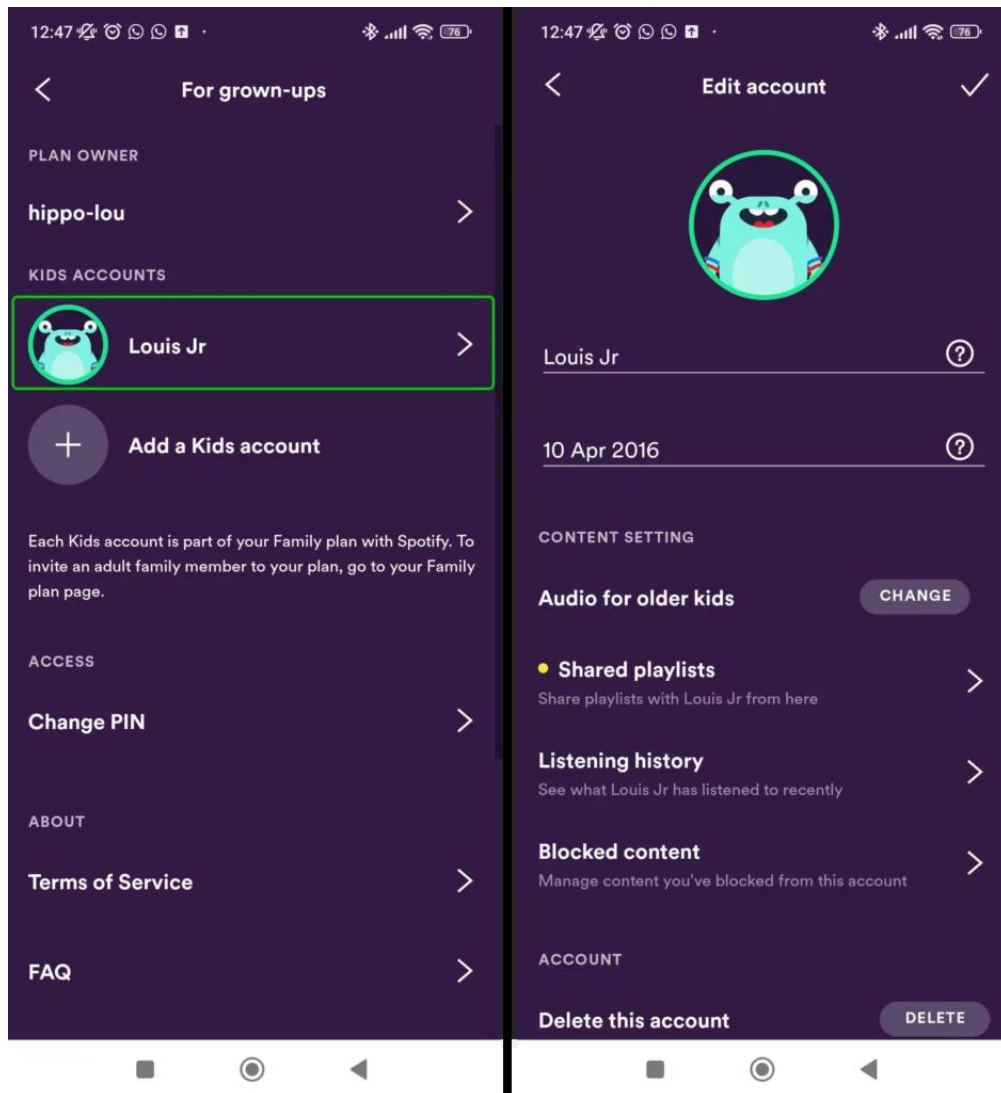 12:47
76
For grown-ups
PLAN OWNER
hippo-lou
KIDS ACCOUNTS
Louis Jr
Add a Kids account
Each Kids account is part of your Family plan with Spotify. To
invite an adult family member to your plan, go to your Family
plan page.
ACCESS
Change PIN
ABOUT
Terms of Service
FAQ
12:47
76
Edit account
Louis Jr
10 Apr 2016
CONTENT SETTING
Audio for older kids
CHANGE
Shared playlists
Share playlists with Louis Jr from here
Listening history
See what Louis Jr has listened to recently
Blocked content
Manage content you've blocked from this account
ACCOUNT
Delete this account
DELETE